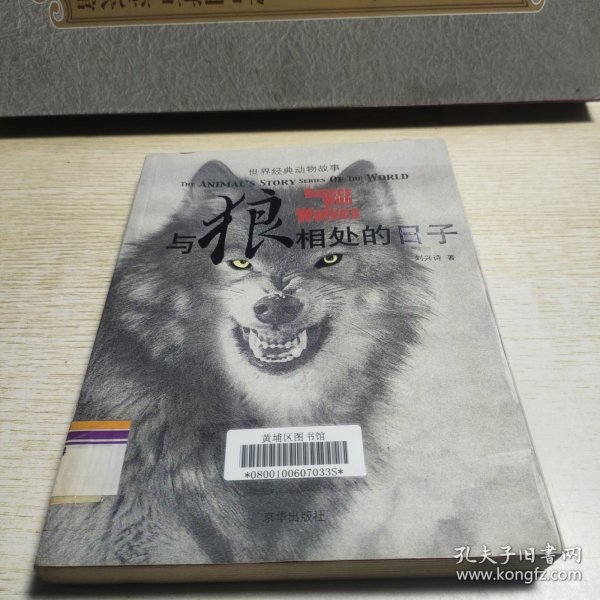 世界经典动物故事
THE ANIMAL'S STORY SERIES OF THE WORLD
与狼相处的日子
刘兴诗 著
黄埔区图书馆
*0800100607033S*
京华出版社
孔夫子旧书网
www.kongfz.com